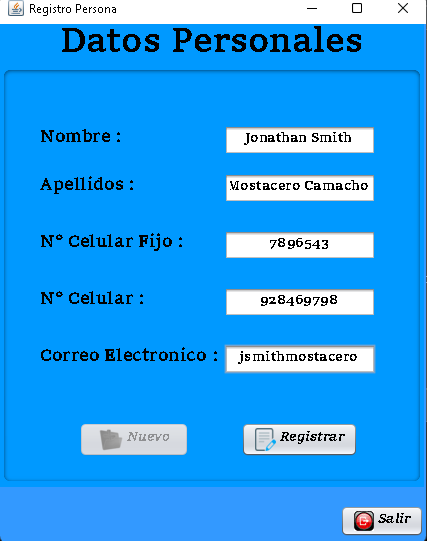 Registro Persona
Datos Personales
Nombre : Jonathan Smith
Apellidos : Mostacero Camacho
N° Celular Fijo : 7896543
N° Celular : 928469798
Correo Electronico : jsmithmostacero
Nuevo Registrar
Salir